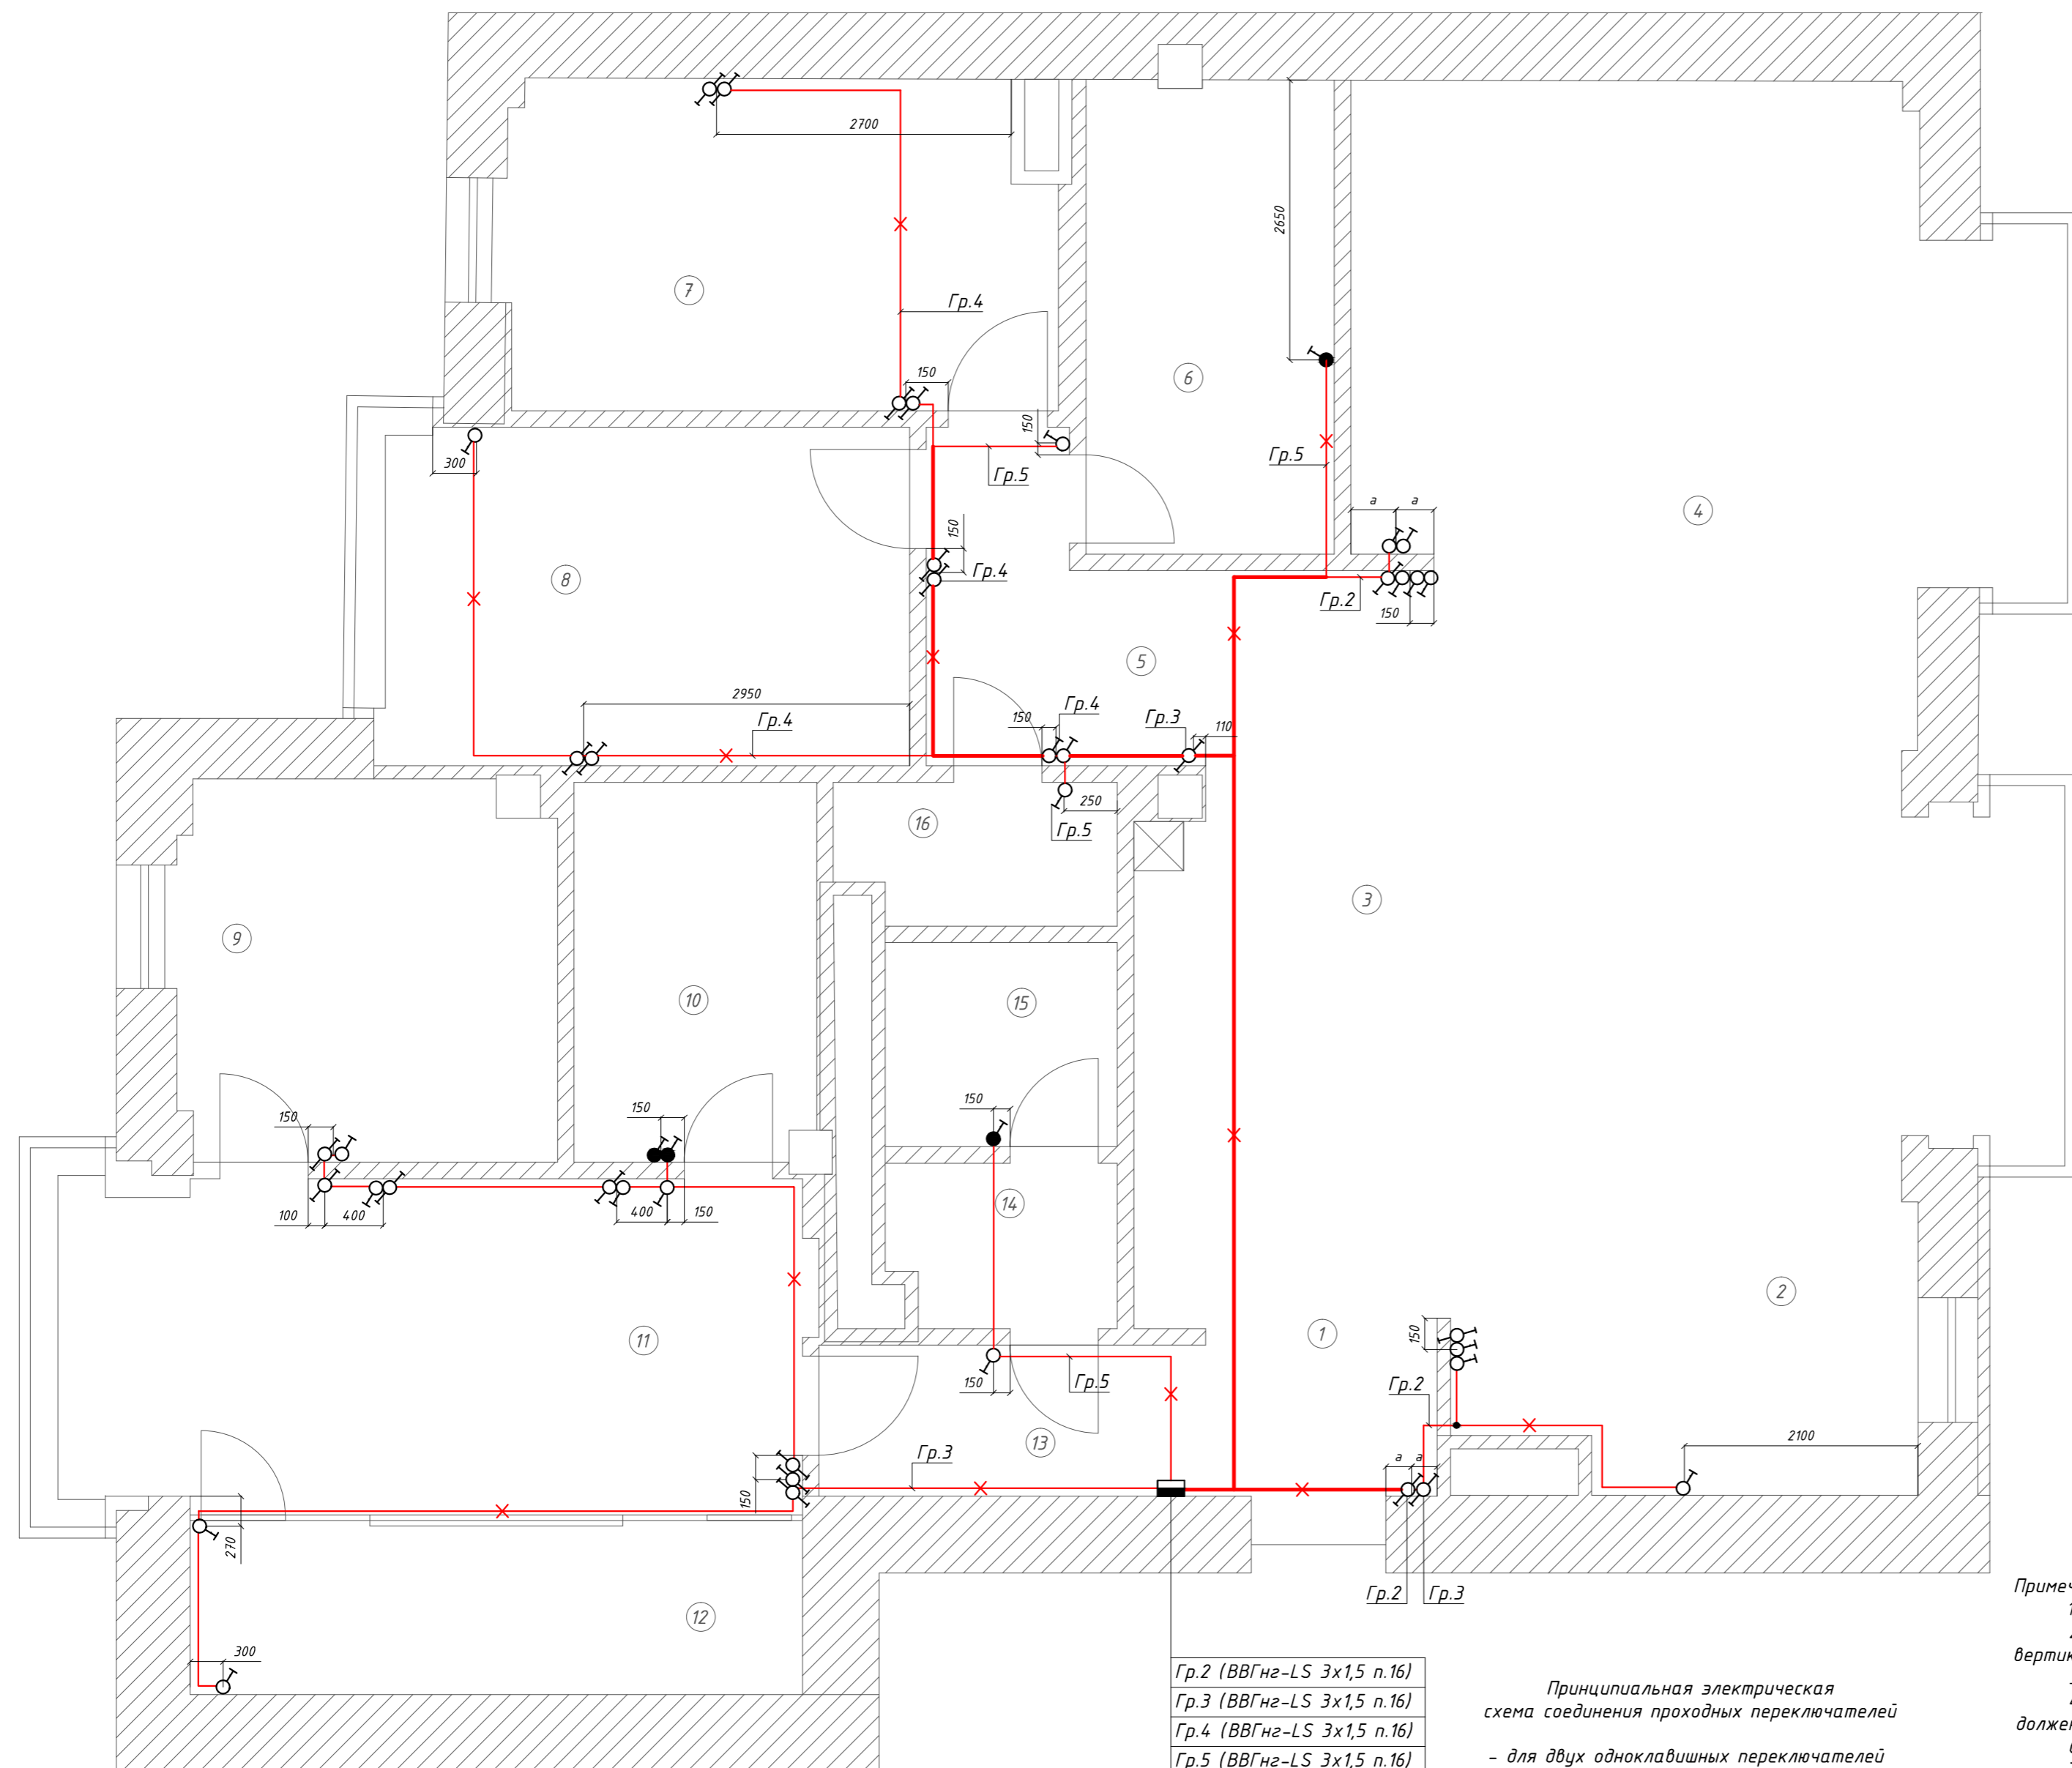 2700
2650
7
Гр.4
150
6
150
300
Гр.5
Гр.5
а
а
4
150
8
Гр.4
Гр.2
150
5
2950
Гр.4
150
Гр.4
Гр.3
110
250
16
Гр.5
3
9
10
15
150
150
150
14
100
400
400
150
2
11
1
150
150
Гр.5
Гр.2
13
2100
Гр.3
а
а
150
270
12
Гр.2
Гр.3
300
Гр.2 (ВВГнг-LS 3х1,5 п.16)
Гр.3 (ВВГнг-LS 3х1,5 п.16)
Гр.4 (ВВГнг-LS 3х1,5 п.16)
Гр.5 (ВВГнг-LS 3х1,5 п.16)
Принципиальная электрическая
схема соединения проходных переключателей
- для двух одноклавишных переключателей
Примеч
вертик
должен